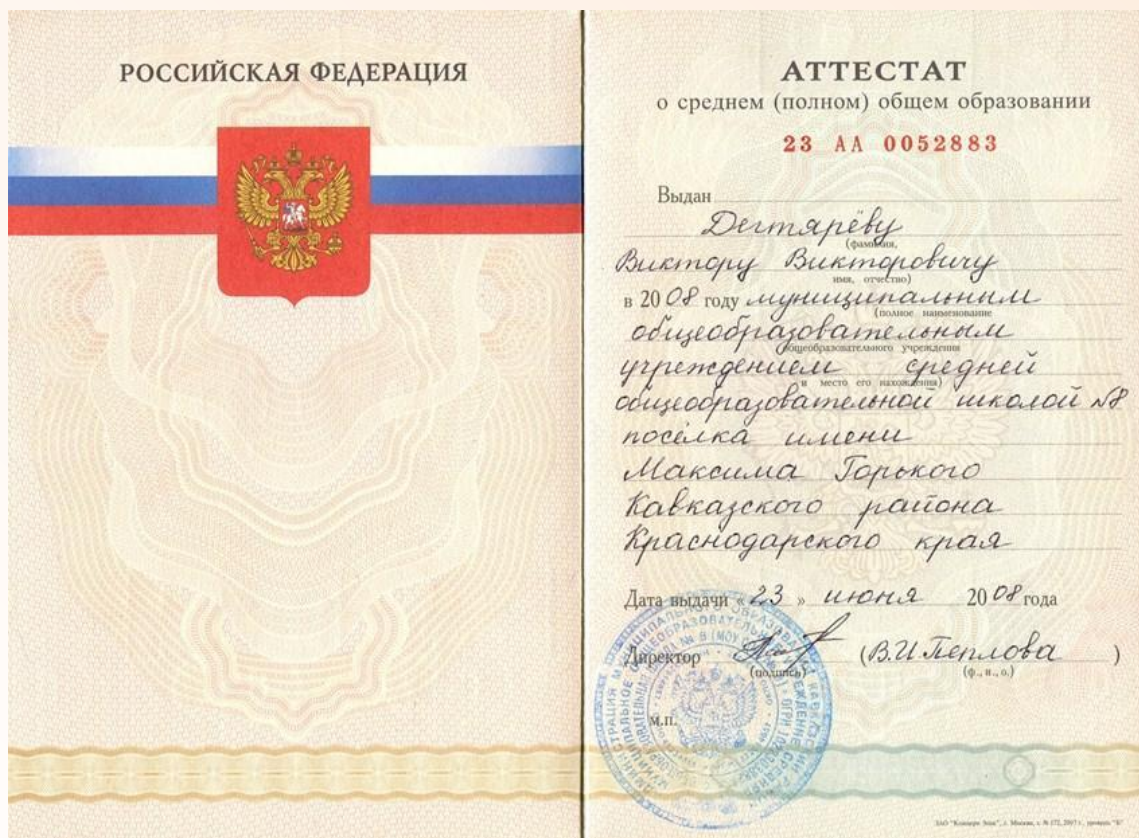 РОССИЙСКАЯ ФЕДЕРАЦИЯ
АТТЕСТАТ
о среднем (полном) общем образовании
23 АА 0052883
Выдан
Дегтярёву
(фамилия,
Виктору Викторовичу
имя, отчество)
в 2008 году муниципальным
(полное наименование
общеобразовательным
общеобразовательного учреждения
учреждением средней
и место его нахождения)
общеобразовательной школой №8
посёлка имени
Максима Горького
Кавказского района
Краснодарского края
Дата выдачи «23» июня 2008 года
Директор (В.И.Теплова)
(подпись) (ф., и., о.)
М.П.